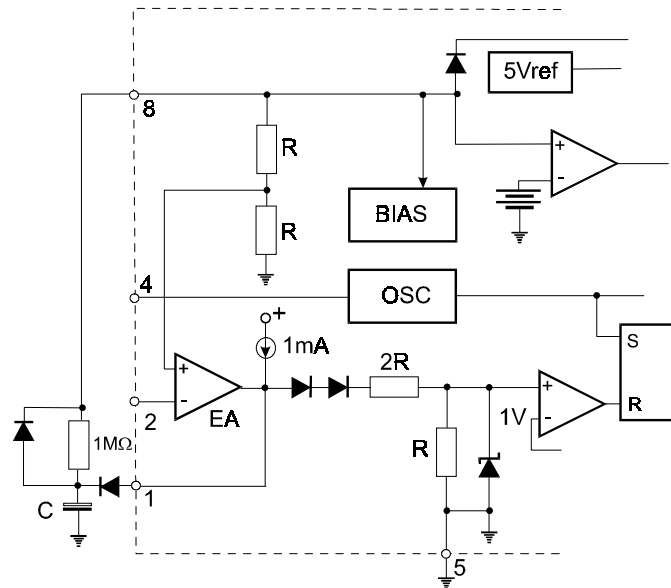 5Vref
8
R
+
-
R
BIAS
4
OSC
+
1mA
S
2R
+
-
EA
+
-
1V
R
2
1MΩ
R
1
C
5